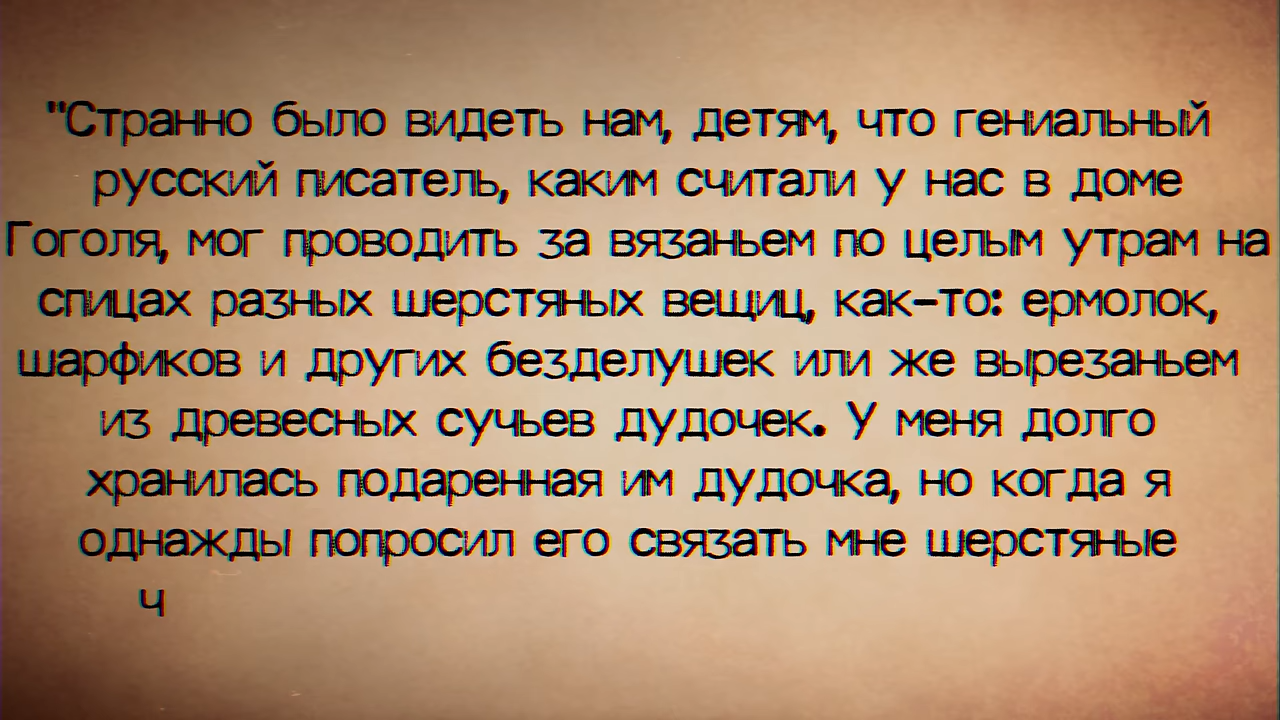 "Странно было видеть нам, детям, что гениальный
русский писатель, каким считали у нас в доме
Гоголя, мог проводить за вязаньем по целым утрам на
спицах разных шерстяных вещиц, как-то: ермолок,
шарфиков и других безделушек или же вырезаньем
из древесных сучьев дудочек. У меня долго
хранилась подаренная им дудочка, но когда я
однажды попросил его связать мне шерстяные
ч